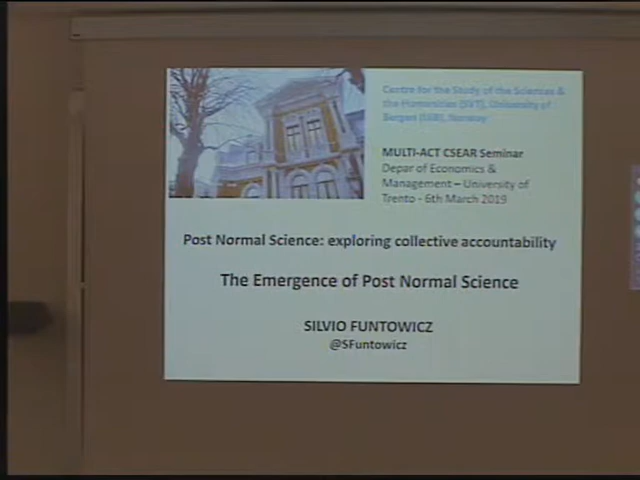 Centre for the Study of the Sciences &
the Humanities (SVT), University of
Bergen (UiB), Norway
MULTI-ACT CSEAR Seminar
Depar of Economics &
Management – University of
Trento - 6th March 2019
Post Normal Science: exploring collective accountability
The Emergence of Post Normal Science
SILVIO FUNTOWICZ
@SFuntowicz